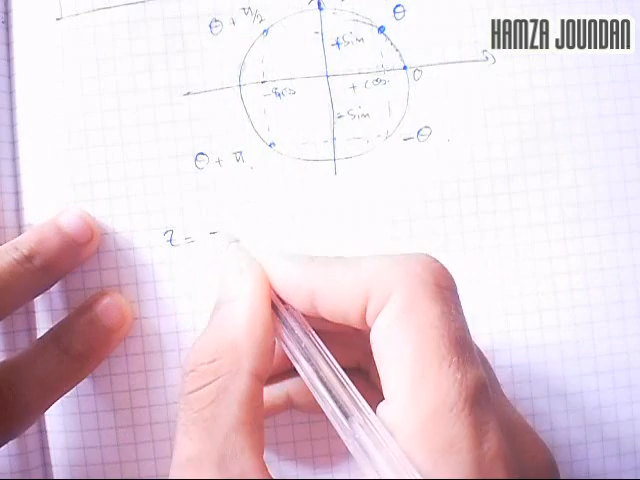 HAMZA JOUNDAN
θ + π/2
θ
+ Sin
- cos
+ cos
0
- Sin
- θ
θ + π
Z = -